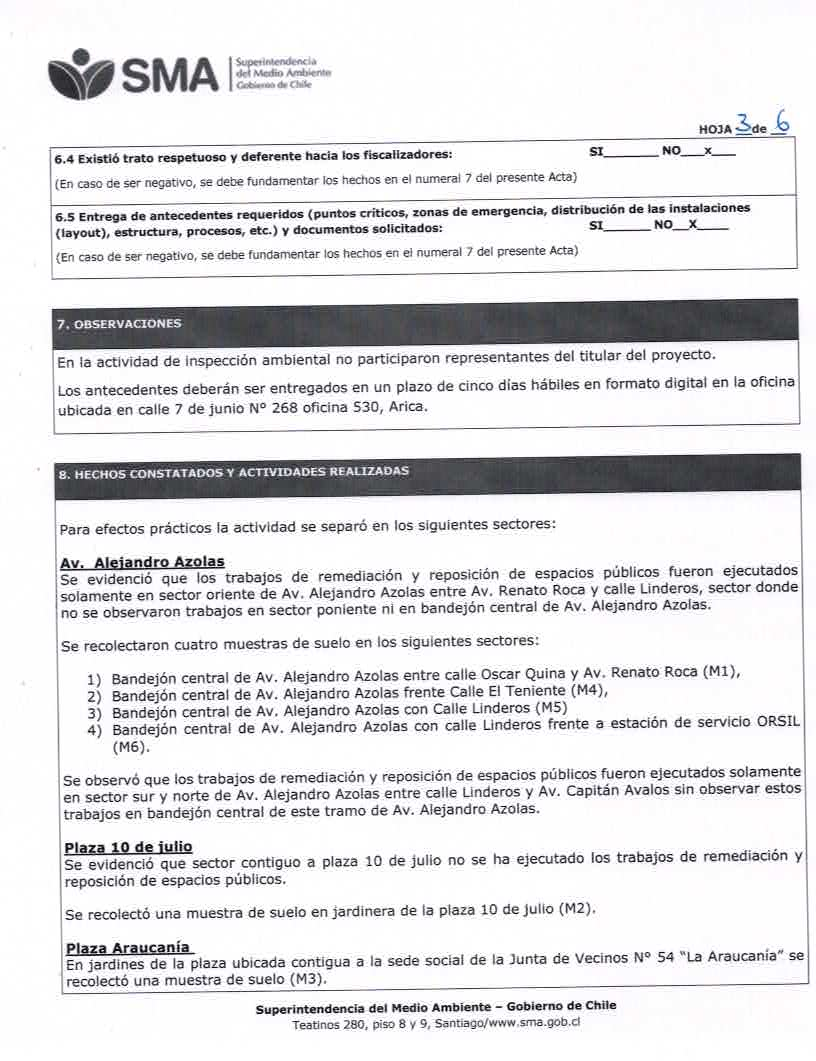 SMA
Superintendencia
del Medio Ambiente
Gobierno de Chile
HOJA 3 de 6
6.4 Existió trato respetuoso y deferente hacia los fiscalizadores: SI_______ NO___x___
(En caso de ser negativo, se debe fundamentar los hechos en el numeral 7 del presente Acta)
6.5 Entrega de antecedentes requeridos (puntos críticos, zonas de emergencia, distribución de las instalaciones
(layout), estructura, procesos, etc.) y documentos solicitados: SI______ NO__X____
(En caso de ser negativo, se debe fundamentar los hechos en el numeral 7 del presente Acta)
7. OBSERVACIONES
En la actividad de inspección ambiental no participaron representantes del titular del proyecto.
Los antecedentes deberán ser entregados en un plazo de cinco días hábiles en formato digital en la oficina
ubicada en calle 7 de junio N° 268 oficina 530, Arica.
8. HECHOS CONSTATADOS Y ACTIVIDADES REALIZADAS
Para efectos prácticos la actividad se separó en los siguientes sectores:
Av. Alejandro Azolas
Se evidenció que los trabajos de remediación y reposición de espacios públicos fueron ejecutados
solamente en sector oriente de Av. Alejandro Azolas entre Av. Renato Roca y calle Linderos, sector donde
no se observaron trabajos en sector poniente ni en bandejón central de Av. Alejandro Azolas.
Se recolectaron cuatro muestras de suelo en los siguientes sectores:
1) Bandejón central de Av. Alejandro Azolas entre calle Oscar Quina y Av. Renato Roca (M1),
2) Bandejón central de Av. Alejandro Azolas frente Calle El Teniente (M4),
3) Bandejón central de Av. Alejandro Azolas con Calle Linderos (M5)
4) Bandejón central de Av. Alejandro Azolas con calle Linderos frente a estación de servicio ORSIL
(M6).
Se observó que los trabajos de remediación y reposición de espacios públicos fueron ejecutados solamente
en sector sur y norte de Av. Alejandro Azolas entre calle Linderos y Av. Capitán Avalos sin observar estos
trabajos en bandejón central de este tramo de Av. Alejandro Azolas.
Plaza 10 de julio
Se evidenció que sector contiguo a plaza 10 de julio no se ha ejecutado los trabajos de remediación y
reposición de espacios públicos.
Se recolectó una muestra de suelo en jardinera de la plaza 10 de julio (M2).
Plaza Araucanía
En jardines de la plaza ubicada contigua a la sede social de la Junta de Vecinos N° 54 "La Araucanía" se
recolectó una muestra de suelo (M3).
Superintendencia del Medio Ambiente – Gobierno de Chile
Teatinos 280, piso 8 y 9, Santiago/www.sma.gob.cl